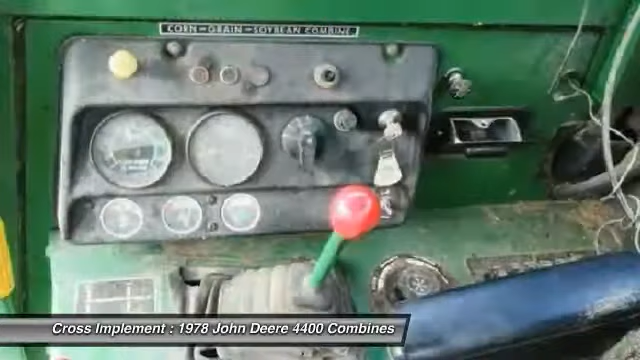 CORN - GRAIN - SOYBEAN COMBINE
Cross Implement : 1978 John Deere 4400 Combines